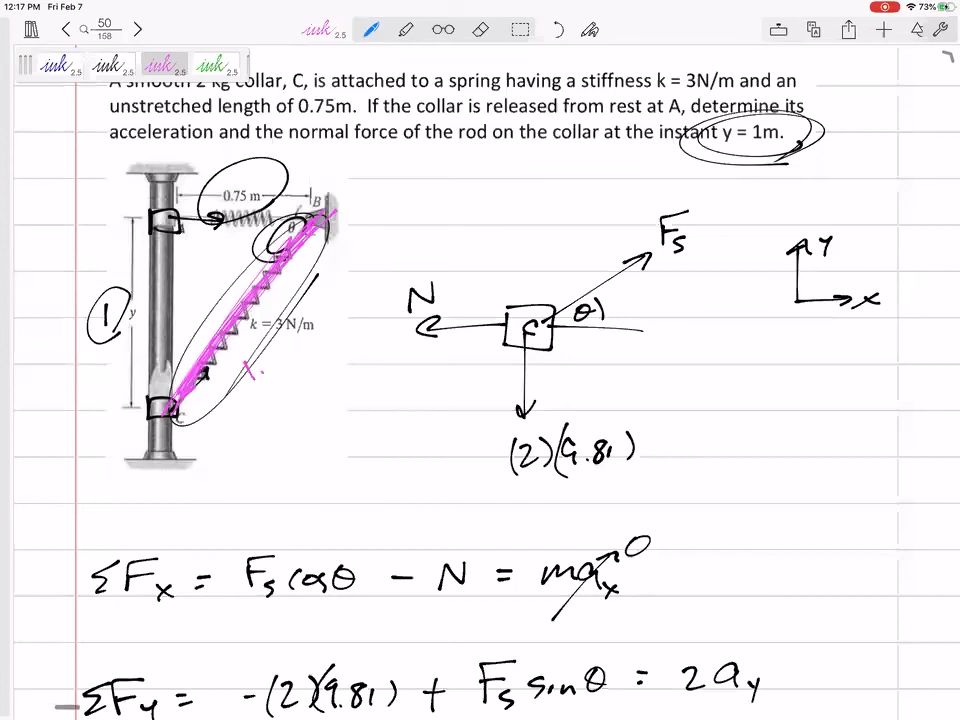 12:17 PM Fri Feb 7
73%
50
158
ink 2.5
ink 2.5
ink 2.5
ink 2.5
ink 2.5
A smooth 2 kg collar, C, is attached to a spring having a stiffness k = 3N/m and an
unstretched length of 0.75m. If the collar is released from rest at A, determine its
acceleration and the normal force of the rod on the collar at the instant y = 1m.
0.75 m
B
θ
1
y
k = 3 N/m
1.
C
N
Fs
C
θ
y
x
(2)(9.81)
ΣFx = Fs cosθ - N = max 0
ΣFy = -(2)(9.81) + Fs sinθ = 2ay